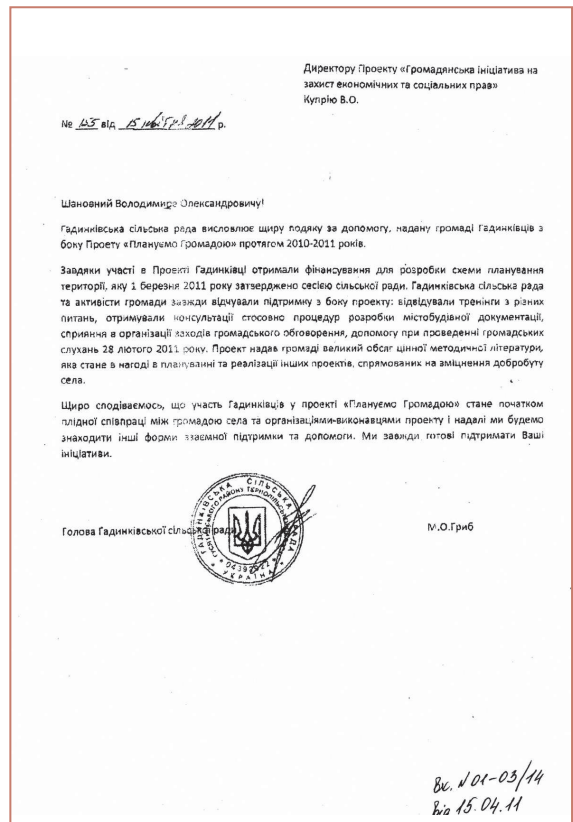 Директору Проекту «Громадянська ініціатива на
захист економічних та соціальних прав»
Купрію В.О.
№ 135 від 15 квітня 2011 р.
Шановний Володимире Олександровичу!
Гадинківська сільська рада висловлює щиру подяку за допомогу, надану громаді Гадинківців з
боку Проету «Плануємо Громадою» протягом 2010-2011 років.
Завдяки участі в Проекті Гадинківці отримали фінансування для розробки схеми планування
території, яку 1 березня 2011 року затверджено сесією сільської ради. Гадинківська сільська рада
та активісти громади завжди відчували підтримку з боку проекту: відвідували тренінги з різних
питань, отримували консультації стосовно процедур розробки містобудівної документації,
сприяння в організації заходів громадського обговорення, допомогу при проведенні громадських
слухань 28 лютого 2011 року. Проект надав громаді великий обсяг цінної методичної літератури,
яка стане в нагоді в плануванні та реалізації інших проектів, спрямованих на зміцнення добробуту
села.
Щиро сподіваємось, що участь Гадинківців у проекті «Плануємо Громадою» стане початком
плідної співпраці між громадою села та організаціями-виконавцями проекту і надалі ми будемо
знаходити інші форми взаємної підтримки та допомоги. Ми завжди готові підтримати Ваші
ініціативи.
Голова Гадинківської сільської ради
М.О.Гриб
ГАДИНКІВСЬКА СІЛЬСЬКА РАДА
УКРАЇНА
Вх. № 01-03/14
Від 15.04.11